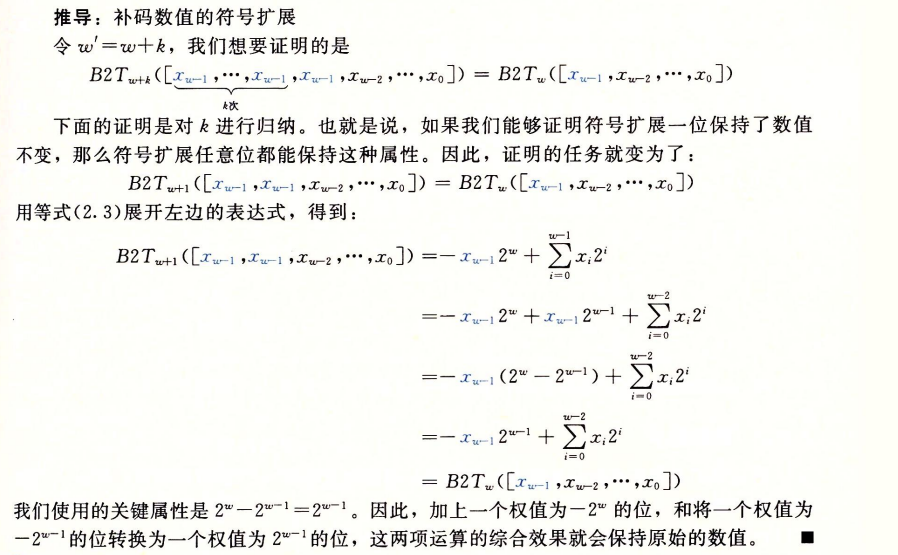 推导：补码数值的符号扩展
令 w′=w+k，我们想要证明的是
B2T_{w+k}([x_{w−1},⋯,x_{w−1},x_{w−1},x_{w−2},⋯,x_0]) = B2T_w([x_{w−1},x_{w−2},⋯,x_0])
k次
下面的证明是对 k 进行归纳。也就是说，如果我们能够证明符号扩展一位保持了数值
不变，那么符号扩展任意位都能保持这种属性。因此，证明的任务就变为了：
B2T_{w+1}([x_{w−1},x_{w−1},x_{w−2},⋯,x_0]) = B2T_w([x_{w−1},x_{w−2},⋯,x_0])
用等式(2.3)展开左边的表达式，得到：
B2T_{w+1}([x_{w−1},x_{w−1},x_{w−2},⋯,x_0]) = −x_{w−1}2^w + ∑_{i=0}^{w−1} x_i2^i
= −x_{w−1}2^w + x_{w−1}2^{w−1} + ∑_{i=0}^{w−2} x_i2^i
= −x_{w−1}(2^w − 2^{w−1}) + ∑_{i=0}^{w−2} x_i2^i
= −x_{w−1}2^{w−1} + ∑_{i=0}^{w−2} x_i2^i
= B2T_w([x_{w−1},x_{w−2},⋯,x_0])
我们使用的关键属性是 2^w−2^{w−1}=2^{w−1}。因此，加上一个权值为−2^w 的位，和将一个权值为
−2^{w−1}的位转换为一个权值为 2^{w−1}的位，这两项运算的综合效果就会保持原始的数值。 ■